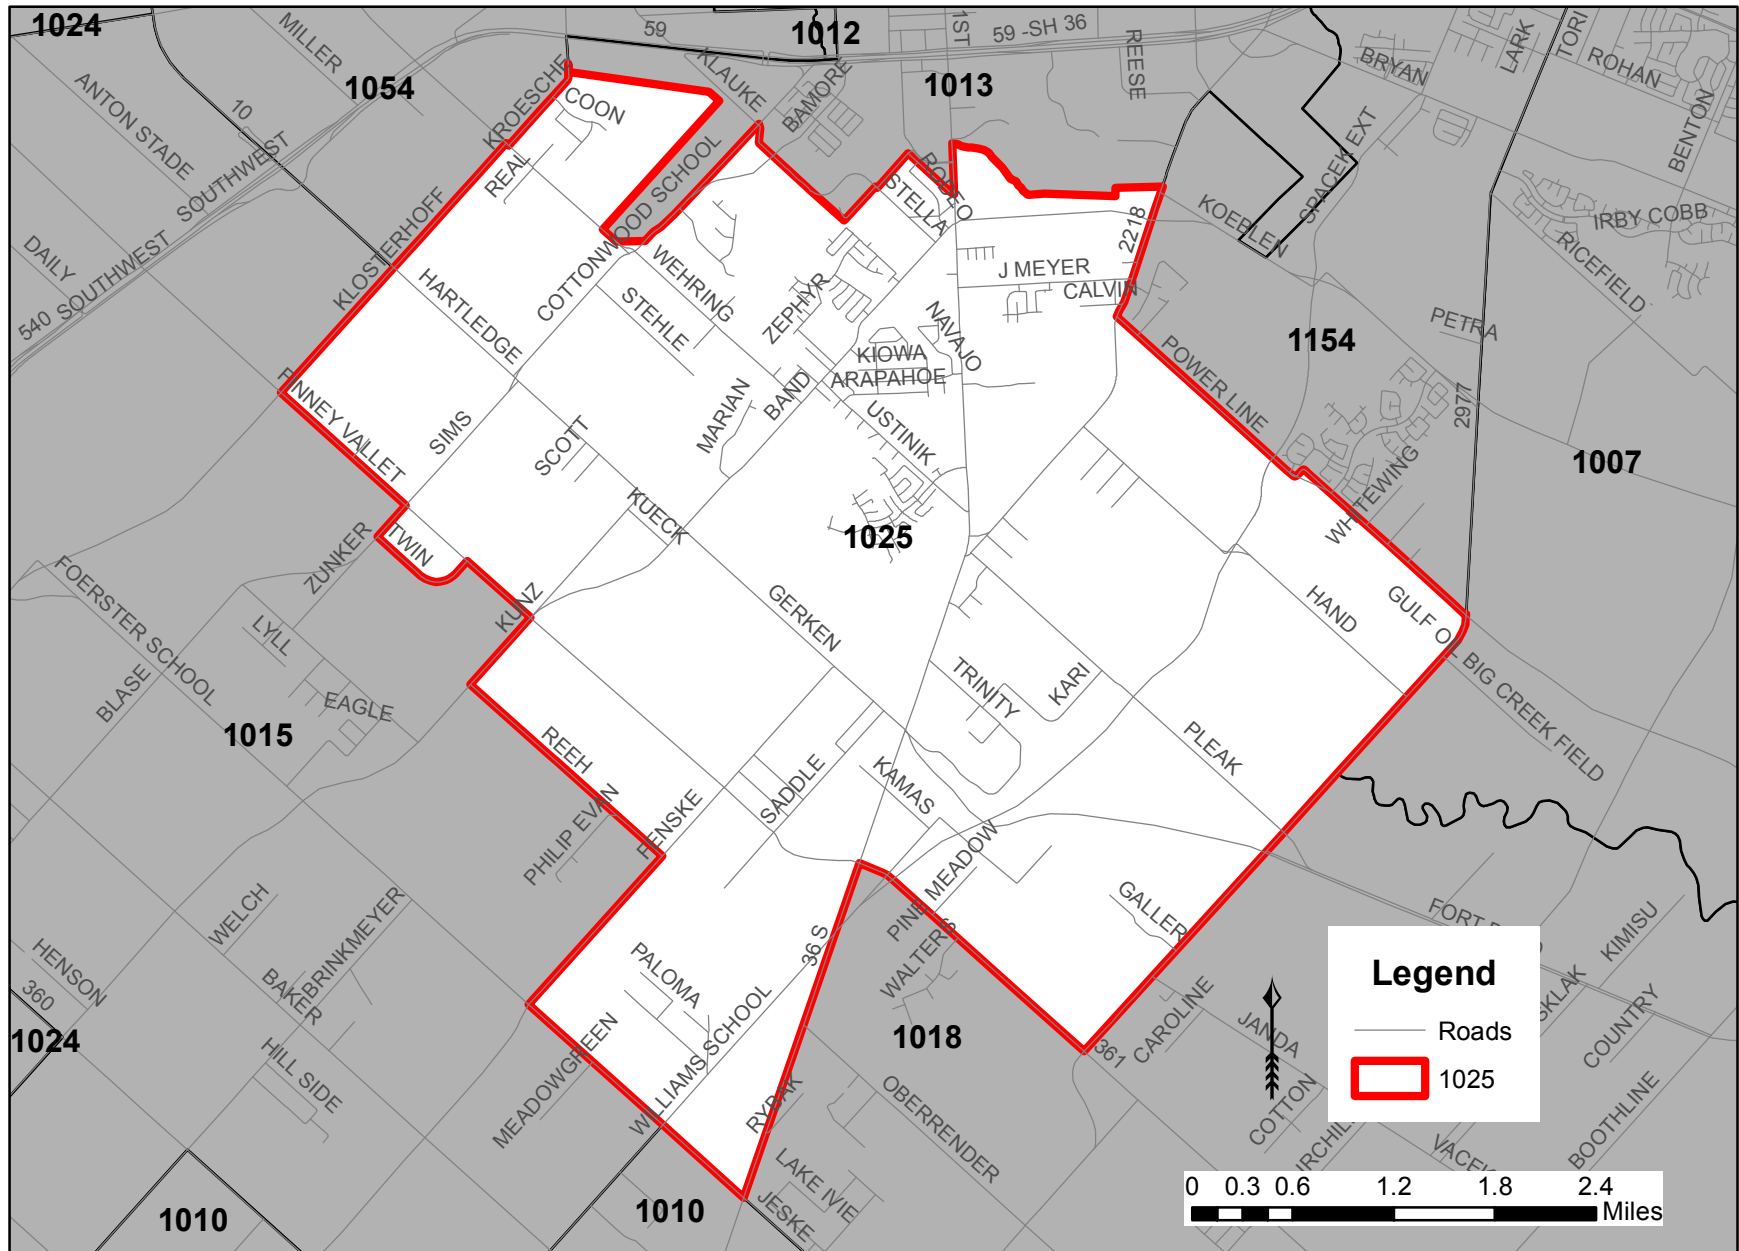 1024
MILLER
59
1012
1ST
59 -SH 36
REESE
LARK
TORI
ROHAN
BRYAN
1054
KLAUKE
BAMORE
1013
ANTON STADE
10
KROESCHE
COON
BENTON
SOUTHWEST
REAL
COTTONWOOD SCHOOL
RODEO
STELLA
SPACEK EXT
KOEBLEN
IRBY COBB
RICEFIELD
DAILY
540 SOUTHWEST
KLOSTERHOFF
HARTLEDGE
WEHRING
STEHLE
ZEPHYR
2218
J MEYER
CALVIN
NAVAJO
PETRA
1154
POWER LINE
KIOWA
ARAPAHOE
FINNEY VALLET
SIMS
SCOTT
MARIAN
BAND
USTINIK
2977
1007
WHITEWING
KUECK
1025
TWIN
ZUNKER
FOERSTER SCHOOL
LYLL
KUNZ
GERKEN
HAND
GULF OIL BIG CREEK FIELD
BLASE
EAGLE
1015
TRINITY
KARI
PLEAK
REEH
PHILIP EVAN
FENSKE
SADDLE
KAMAS
PINE MEADOW
WALTERS
GALLER
WELCH
BRINKMEYER
BAKER
HENSON
360
1024
HILL SIDE
PALOMA
36 S
WILLIAMS SCHOOL
MEADOWGREEN
RYBAK
1018
361
CAROLINE
JANDA
COTTON
OBERRENDER
FORT
KIMISU
SKLAK
COUNTRY
BOOTHLINE
VACEK
LAKE IVIE
JESKE
1010
1010
Legend
Roads
1025
0 0.3 0.6 1.2 1.8 2.4
Miles